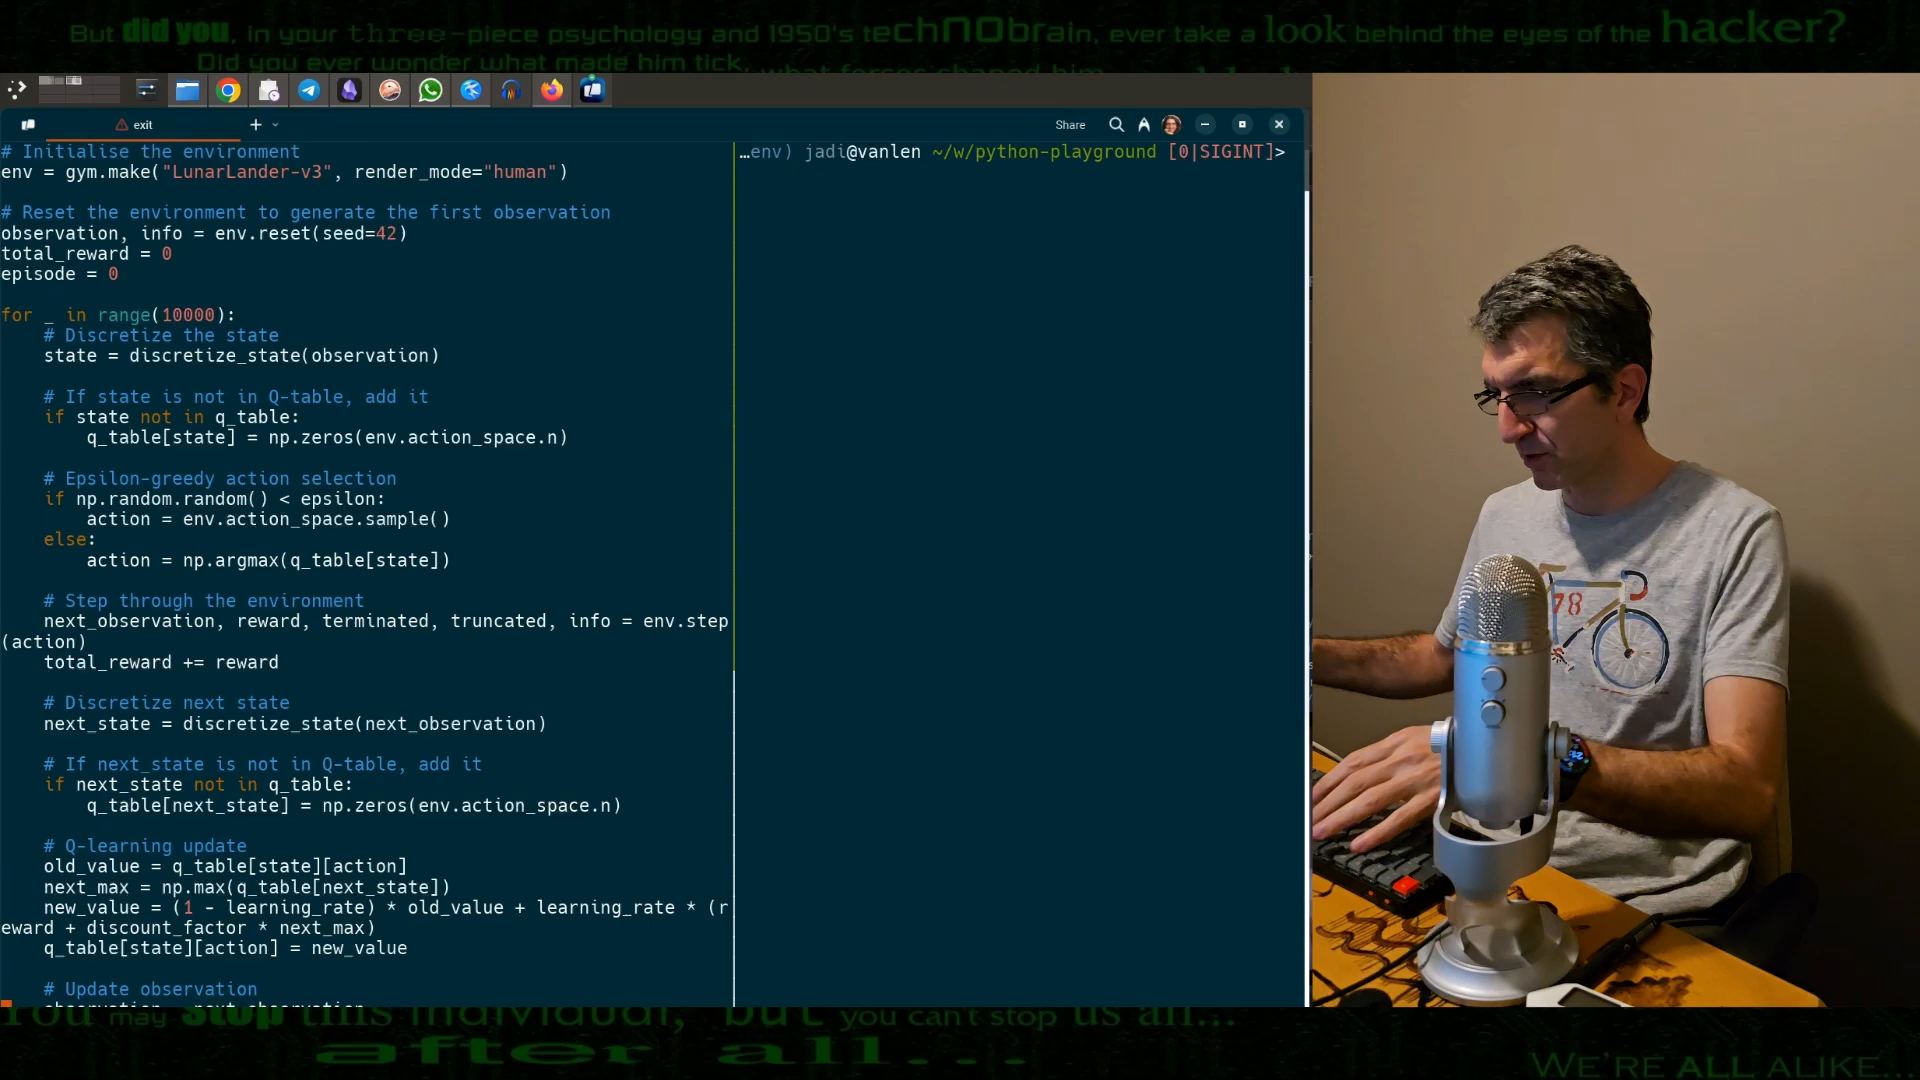 But did you, in your three-piece psychology and 1950's techNObrain, ever take a look behind the eyes of the hacker?
Did you ever wonder what made him tick,
exit
Share
# Initialise the environment
env = gym.make("LunarLander-v3", render_mode="human")
# Reset the environment to generate the first observation
observation, info = env.reset(seed=42)
total_reward = 0
episode = 0
for _ in range(10000):
# Discretize the state
state = discretize_state(observation)
# If state is not in Q-table, add it
if state not in q_table:
q_table[state] = np.zeros(env.action_space.n)
# Epsilon-greedy action selection
if np.random.random() < epsilon:
action = env.action_space.sample()
else:
action = np.argmax(q_table[state])
# Step through the environment
next_observation, reward, terminated, truncated, info = env.step
(action)
total_reward += reward
# Discretize next state
next_state = discretize_state(next_observation)
# If next_state is not in Q-table, add it
if next_state not in q_table:
q_table[next_state] = np.zeros(env.action_space.n)
# Q-learning update
old_value = q_table[state][action]
next_max = np.max(q_table[next_state])
new_value = (1 - learning_rate) * old_value + learning_rate * (r
eward + discount_factor * next_max)
q_table[state][action] = new_value
# Update observation
…env) jadi@vanlen ~/w/python-playground [0|SIGINT]>
78
You may stop this individual, but you can't stop us all...
after all...
WE'RE ALL ALIKE...